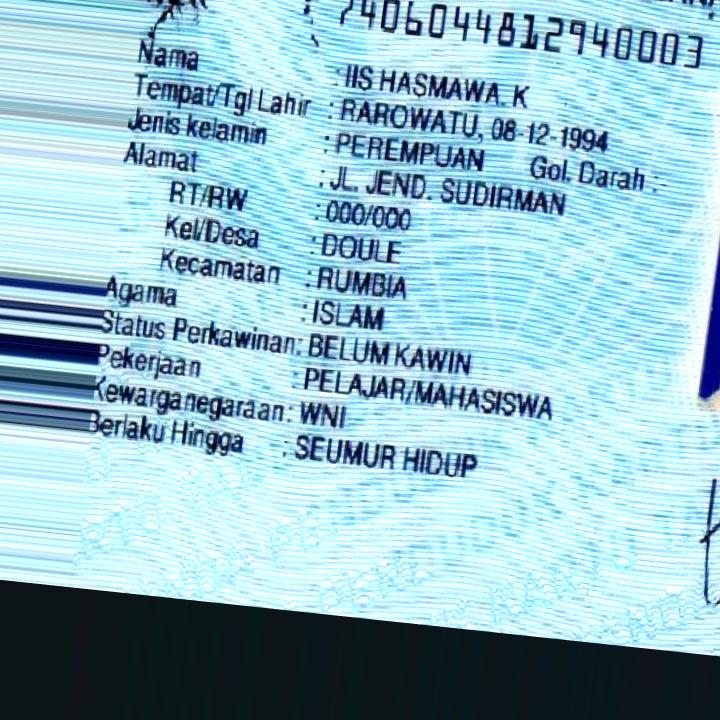 7406044812940003
Nama : IIS HASMAWA. K
Tempat/Tgl Lahir : RAROWATU, 08-12-1994
Jenis kelamin : PEREMPUAN Gol. Darah :-
Alamat : JL. JEND. SUDIRMAN
RT/RW : 000/000
Kel/Desa : DOULE
Kecamatan : RUMBIA
Agama : ISLAM
Status Perkawinan: BELUM KAWIN
Pekerjaan : PELAJAR/MAHASISWA
Kewarganegaraan: WNI
Berlaku Hingga : SEUMUR HIDUP